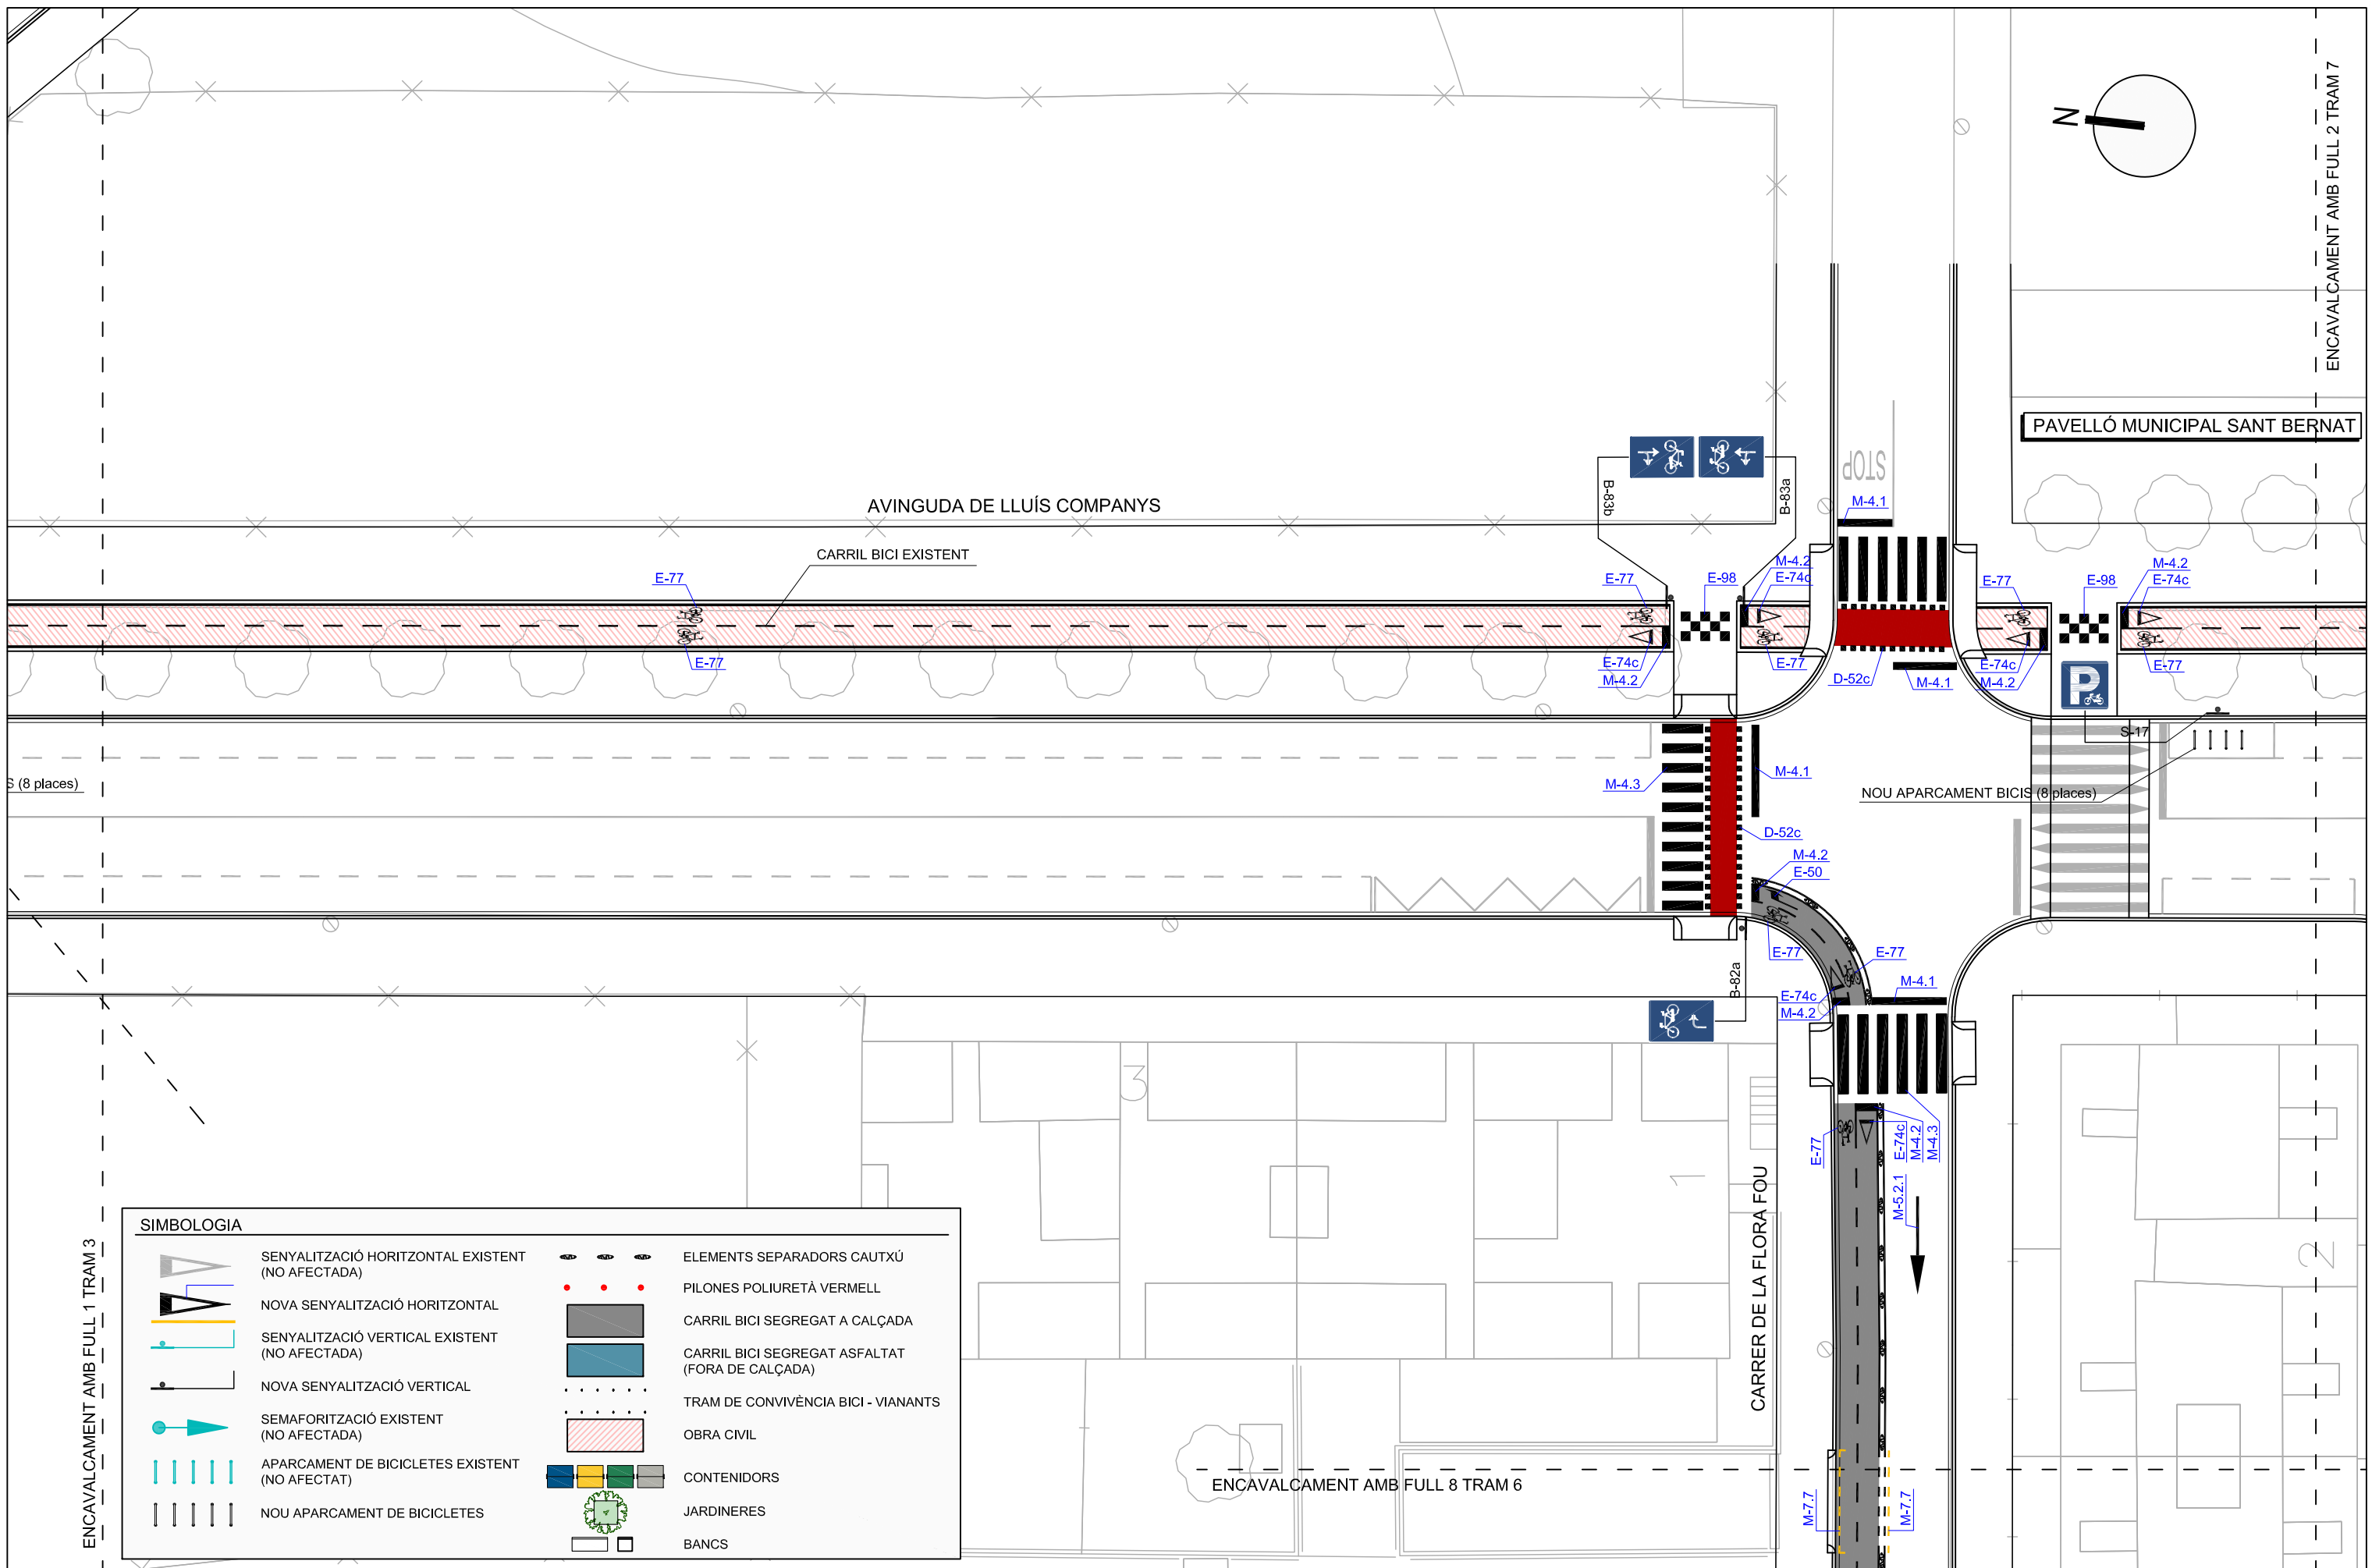 ENCAVALCAMENT AMB FULL 2 TRAM 7
N
PAVELLÓ MUNICIPAL SANT BERNAT
STOP
AVINGUDA DE LLUÍS COMPANYS
B-83b
B-83a
M-4.1
CARRIL BICI EXISTENT
E-77
E-77
E-77
E-98
M-4.2
E-74c
E-74c
M-4.2
E-77
D-52c
M-4.1
E-77
E-98
M-4.2
E-74c
E-74c
M-4.2
E-77
P
S-17
S (8 places)
M-4.3
M-4.1
NOU APARCAMENT BICIS (8 places)
D-52c
M-4.2
E-50
E-77
E-77
B-82a
E-74c
M-4.2
M-4.1
3
1
2
E-77
E-74c
M-4.2
M-4.3
M-5.2.1
CARRER DE LA FLORA FOU
ENCAVALCAMENT AMB FULL 8 TRAM 6
M-7.7
M-7.7
ENCAVALCAMENT AMB FULL 1 TRAM 3
SIMBOLOGIA
SENYALITZACIÓ HORITZONTAL EXISTENT
(NO AFECTADA)
NOVA SENYALITZACIÓ HORITZONTAL
SENYALITZACIÓ VERTICAL EXISTENT
(NO AFECTADA)
NOVA SENYALITZACIÓ VERTICAL
SEMAFORITZACIÓ EXISTENT
(NO AFECTADA)
APARCAMENT DE BICICLETES EXISTENT
(NO AFECTAT)
NOU APARCAMENT DE BICICLETES
ELEMENTS SEPARADORS CAUTXÚ
PILONES POLIURETÀ VERMELL
CARRIL BICI SEGREGAT A CALÇADA
CARRIL BICI SEGREGAT ASFALTAT
(FORA DE CALÇADA)
TRAM DE CONVIVÈNCIA BICI - VIANANTS
OBRA CIVIL
CONTENIDORS
JARDINERES
BANCS